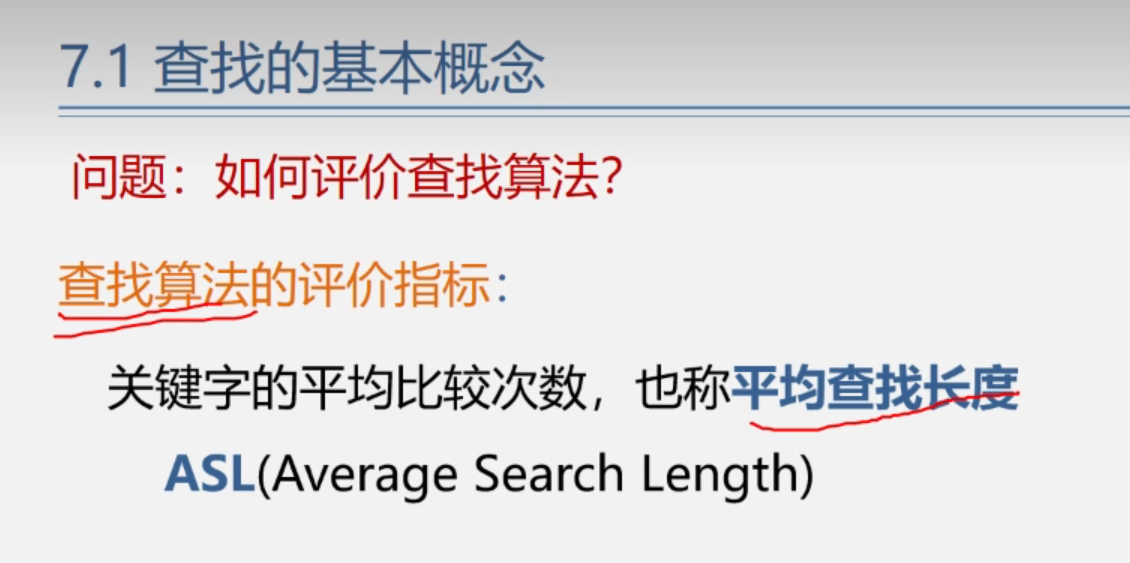 7.1 查找的基本概念
问题：如何评价查找算法？
查找算法的评价指标：
关键字的平均比较次数，也称平均查找长度
ASL(Average Search Length)